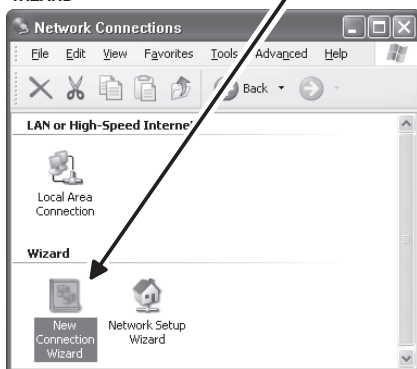 Network Connections
File Edit View Favorites Tools Advanced Help
Back
LAN or High-Speed Interne
Local Area
Connection
Wizard
New
Connection
Wizard
Network Setup
Wizard